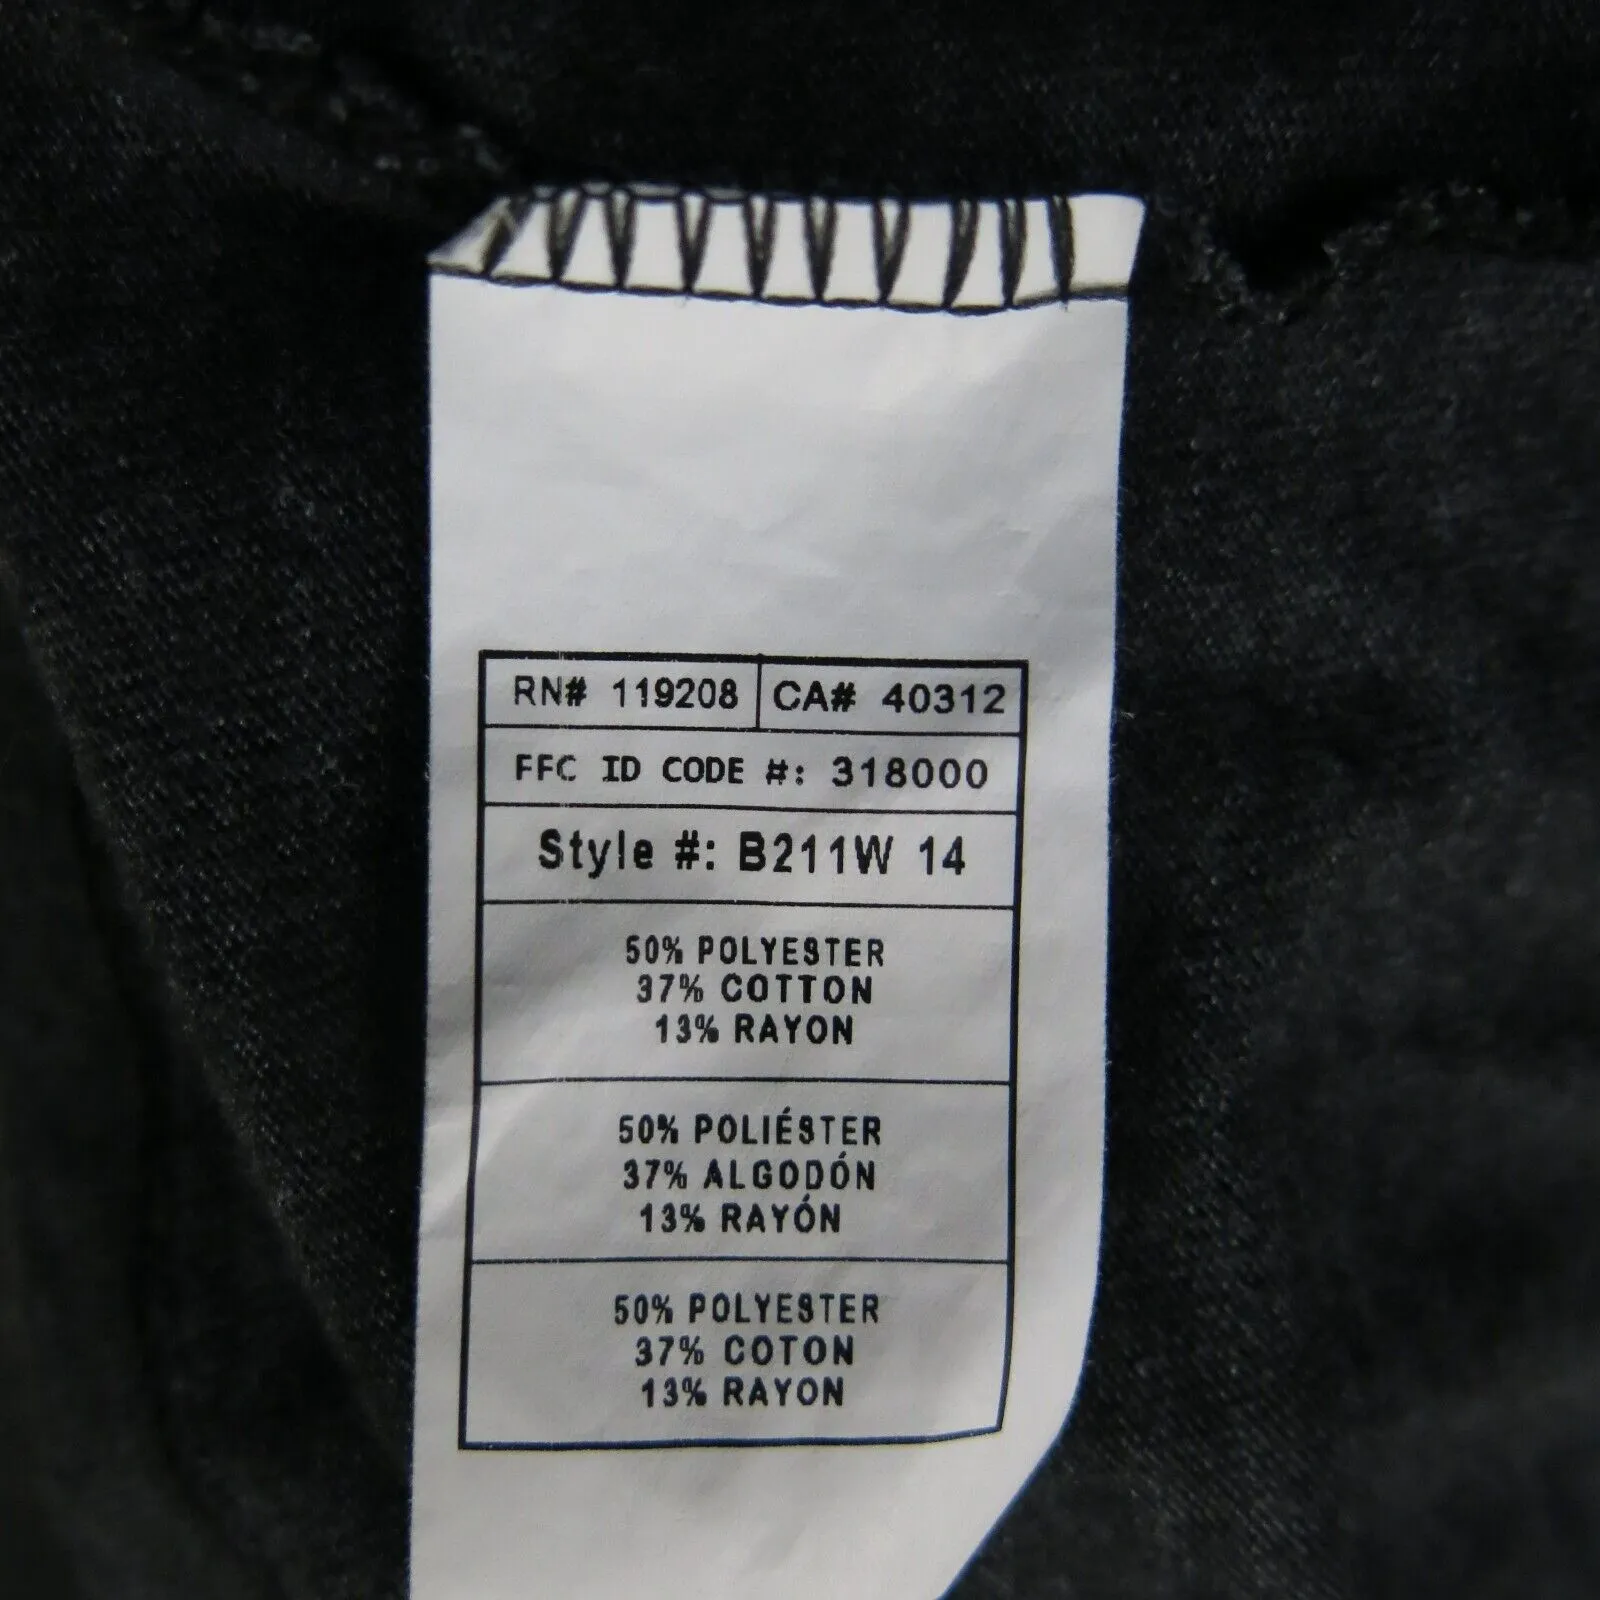 RN# 119208 CA# 40312
FFC ID CODE #: 318000
Style #: B211W 14
50% POLYESTER
37% COTTON
13% RAYON
50% POLIÉSTER
37% ALGODÓN
13% RAYÓN
50% POLYESTER
37% COTON
13% RAYON